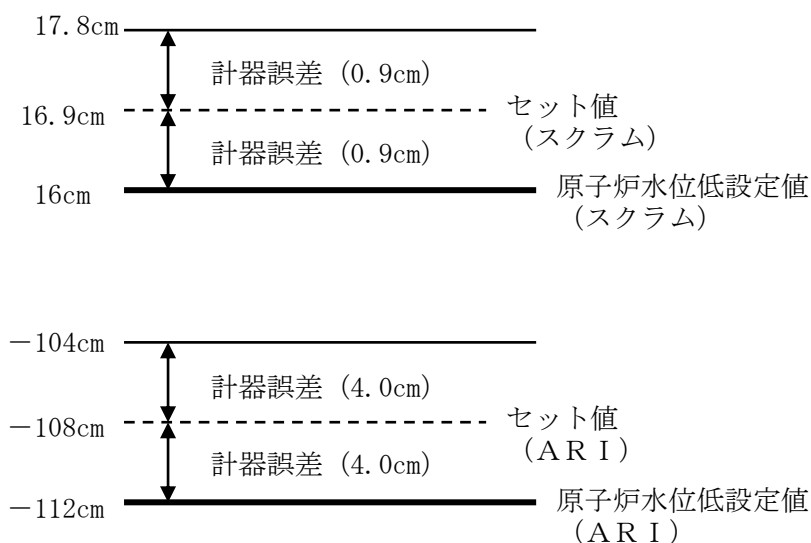 17.8cm
計器誤差 (0.9cm)
16.9cm
セット値
（スクラム）
計器誤差 (0.9cm)
16cm
原子炉水位低設定値
（スクラム）
－104cm
計器誤差 (4.0cm)
－108cm
セット値
（ＡＲＩ）
計器誤差 (4.0cm)
－112cm
原子炉水位低設定値
（ＡＲＩ）